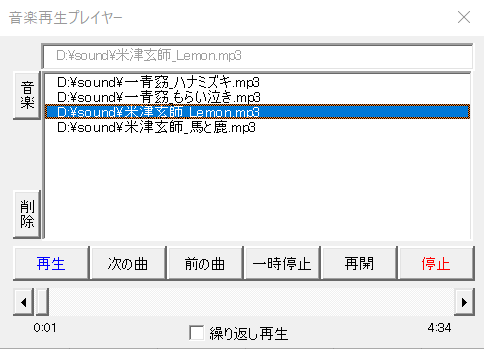 音楽再生プレイヤー
D:¥sound¥米津玄師_Lemon.mp3
音楽
D:¥sound¥一青窈_ハナミズキ.mp3
D:¥sound¥一青窈_もらい泣き.mp3
D:¥sound¥米津玄師_Lemon.mp3
D:¥sound¥米津玄師_馬と鹿.mp3
削除
再生 次の曲 前の曲 一時停止 再開 停止
0:01 繰り返し再生 4:34